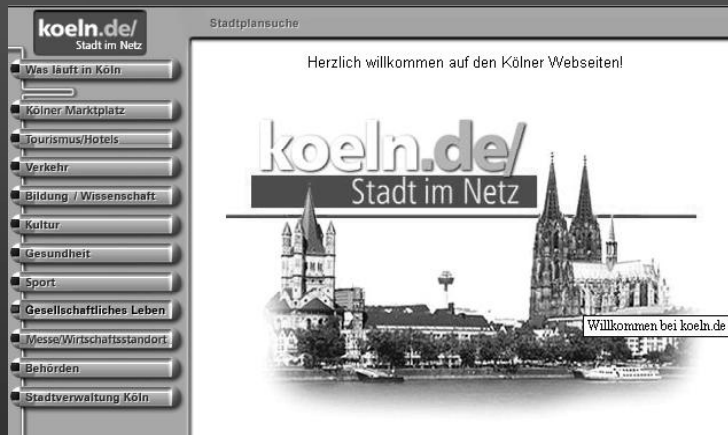 koeln.de/
Stadt im Netz
Stadtplansuche
Was läuft in Köln
Kölner Marktplatz
Tourismus/Hotels
Verkehr
Bildung / Wissenschaft
Kultur
Gesundheit
Sport
Gesellschaftliches Leben
Messe/Wirtschaftsstandort
Behörden
Stadtverwaltung Köln
Herzlich willkommen auf den Kölner Webseiten!
koeln.de/
Stadt im Netz
Willkommen bei koeln.de